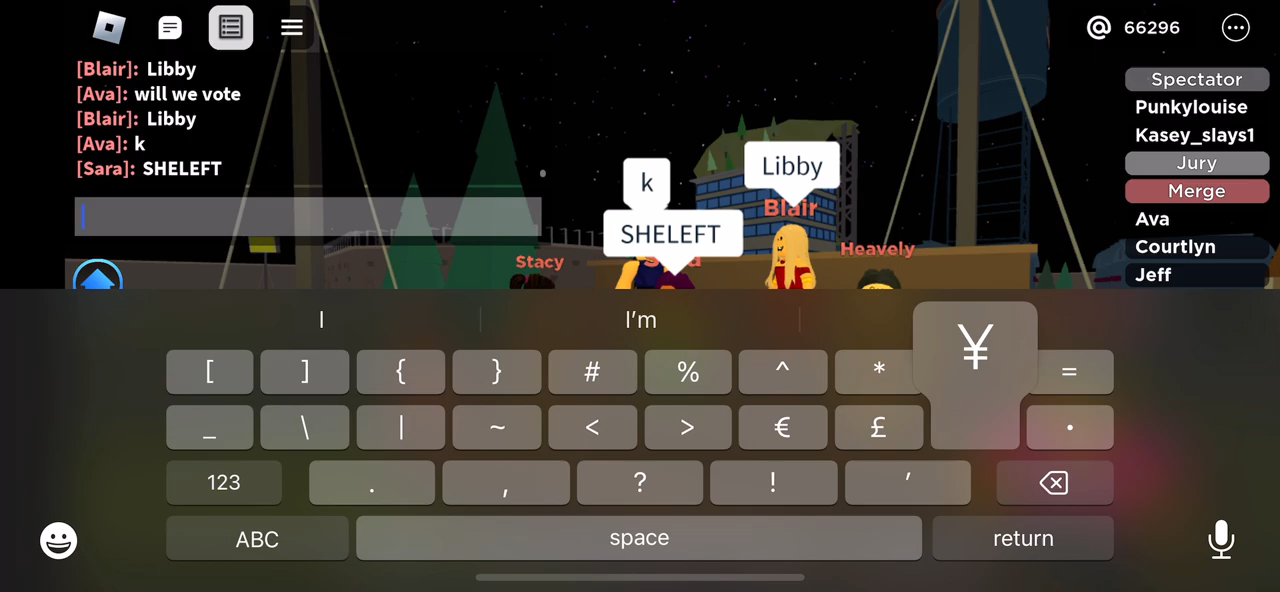 66296
[Blair]: Libby
[Ava]: will we vote
[Blair]: Libby
[Ava]: k
[Sara]: SHELEFT
k
SHELEFT
Libby
Blair
Stacy
Heavely
Spectator
Punkylouise
Kasey_slays1
Jury
Merge
Ava
Courtlyn
Jeff
I I'm
[ ] { } # % ^ * =
_ \ | ~ < > € £ ¥ •
123 . , ? ! ′
ABC space return